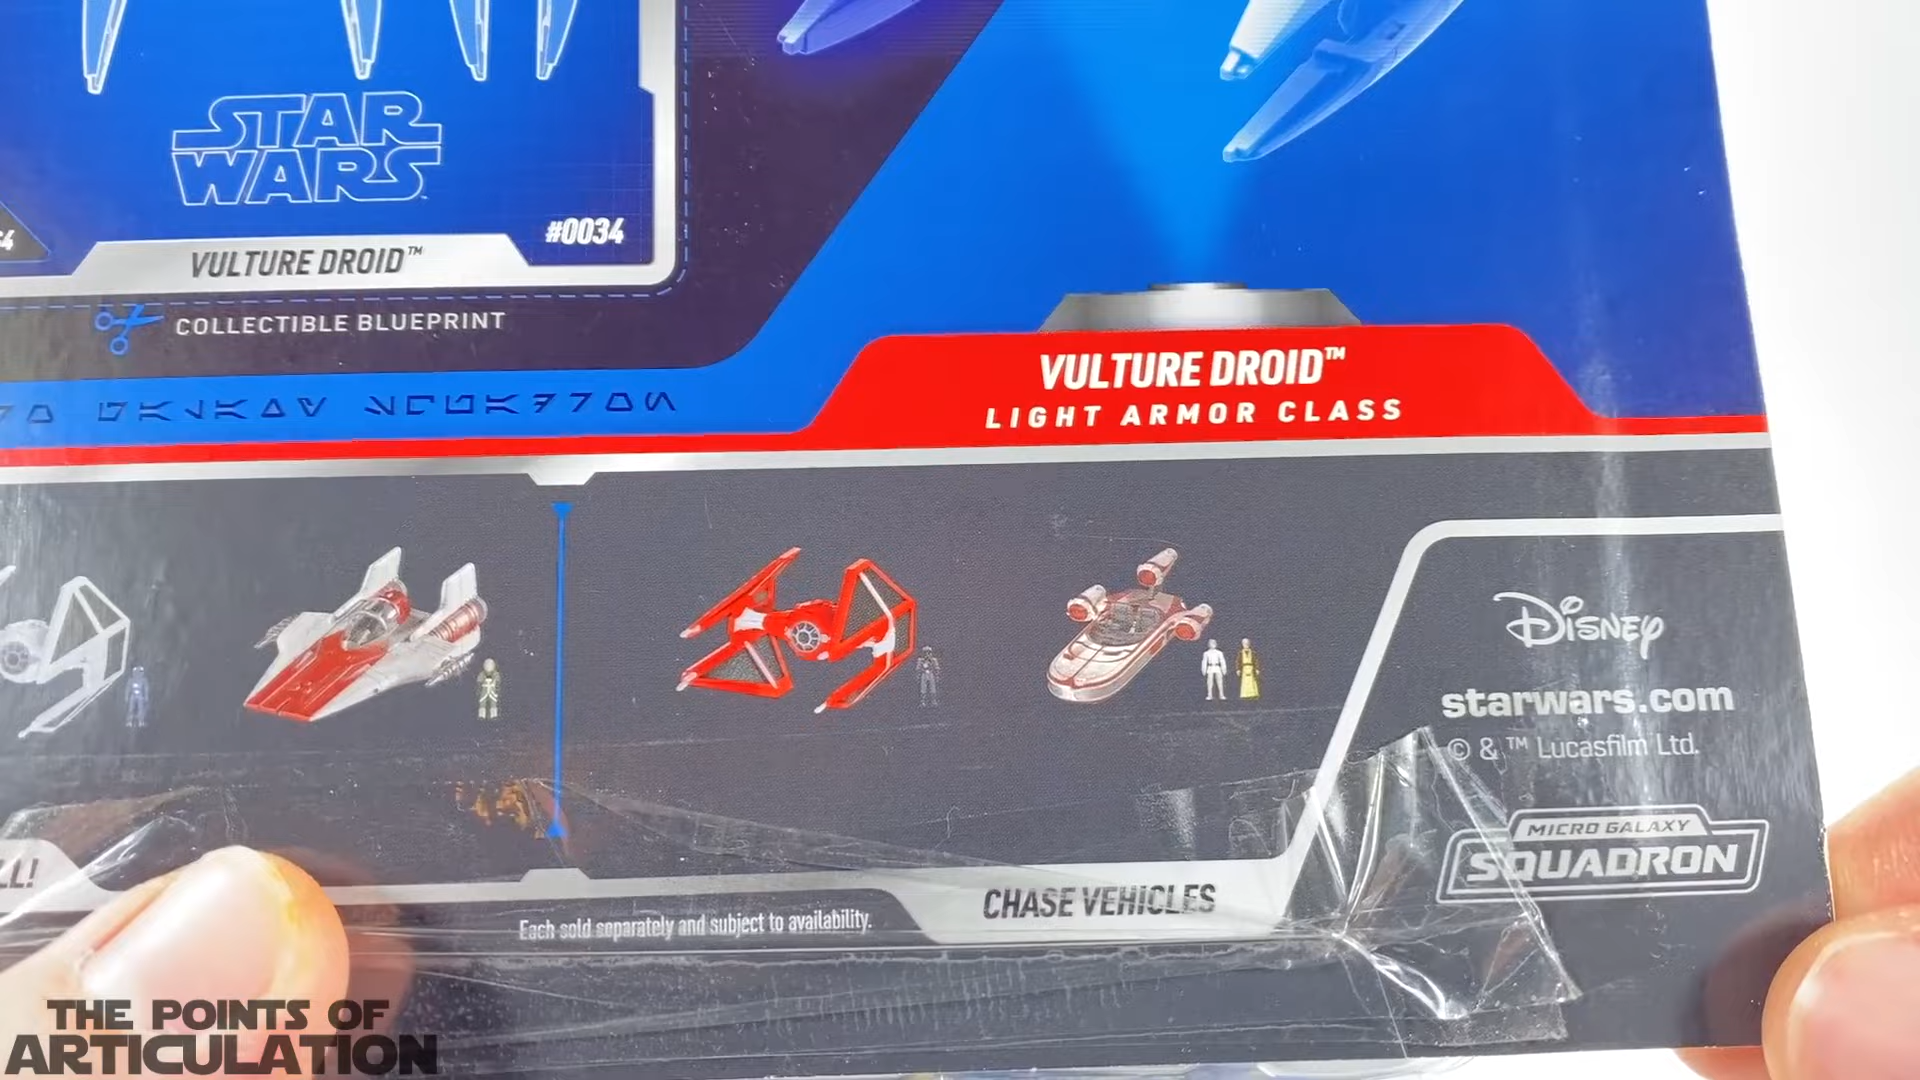 STAR
WARS
#0034
VULTURE DROID™
COLLECTIBLE BLUEPRINT
VULTURE DROID™
LIGHT ARMOR CLASS
DISNEY
starwars.com
© & ™ Lucasfilm Ltd.
MICRO GALAXY
SQUADRON
CHASE VEHICLES
Each sold separately and subject to availability.
THE POINTS OF
ARTICULATION